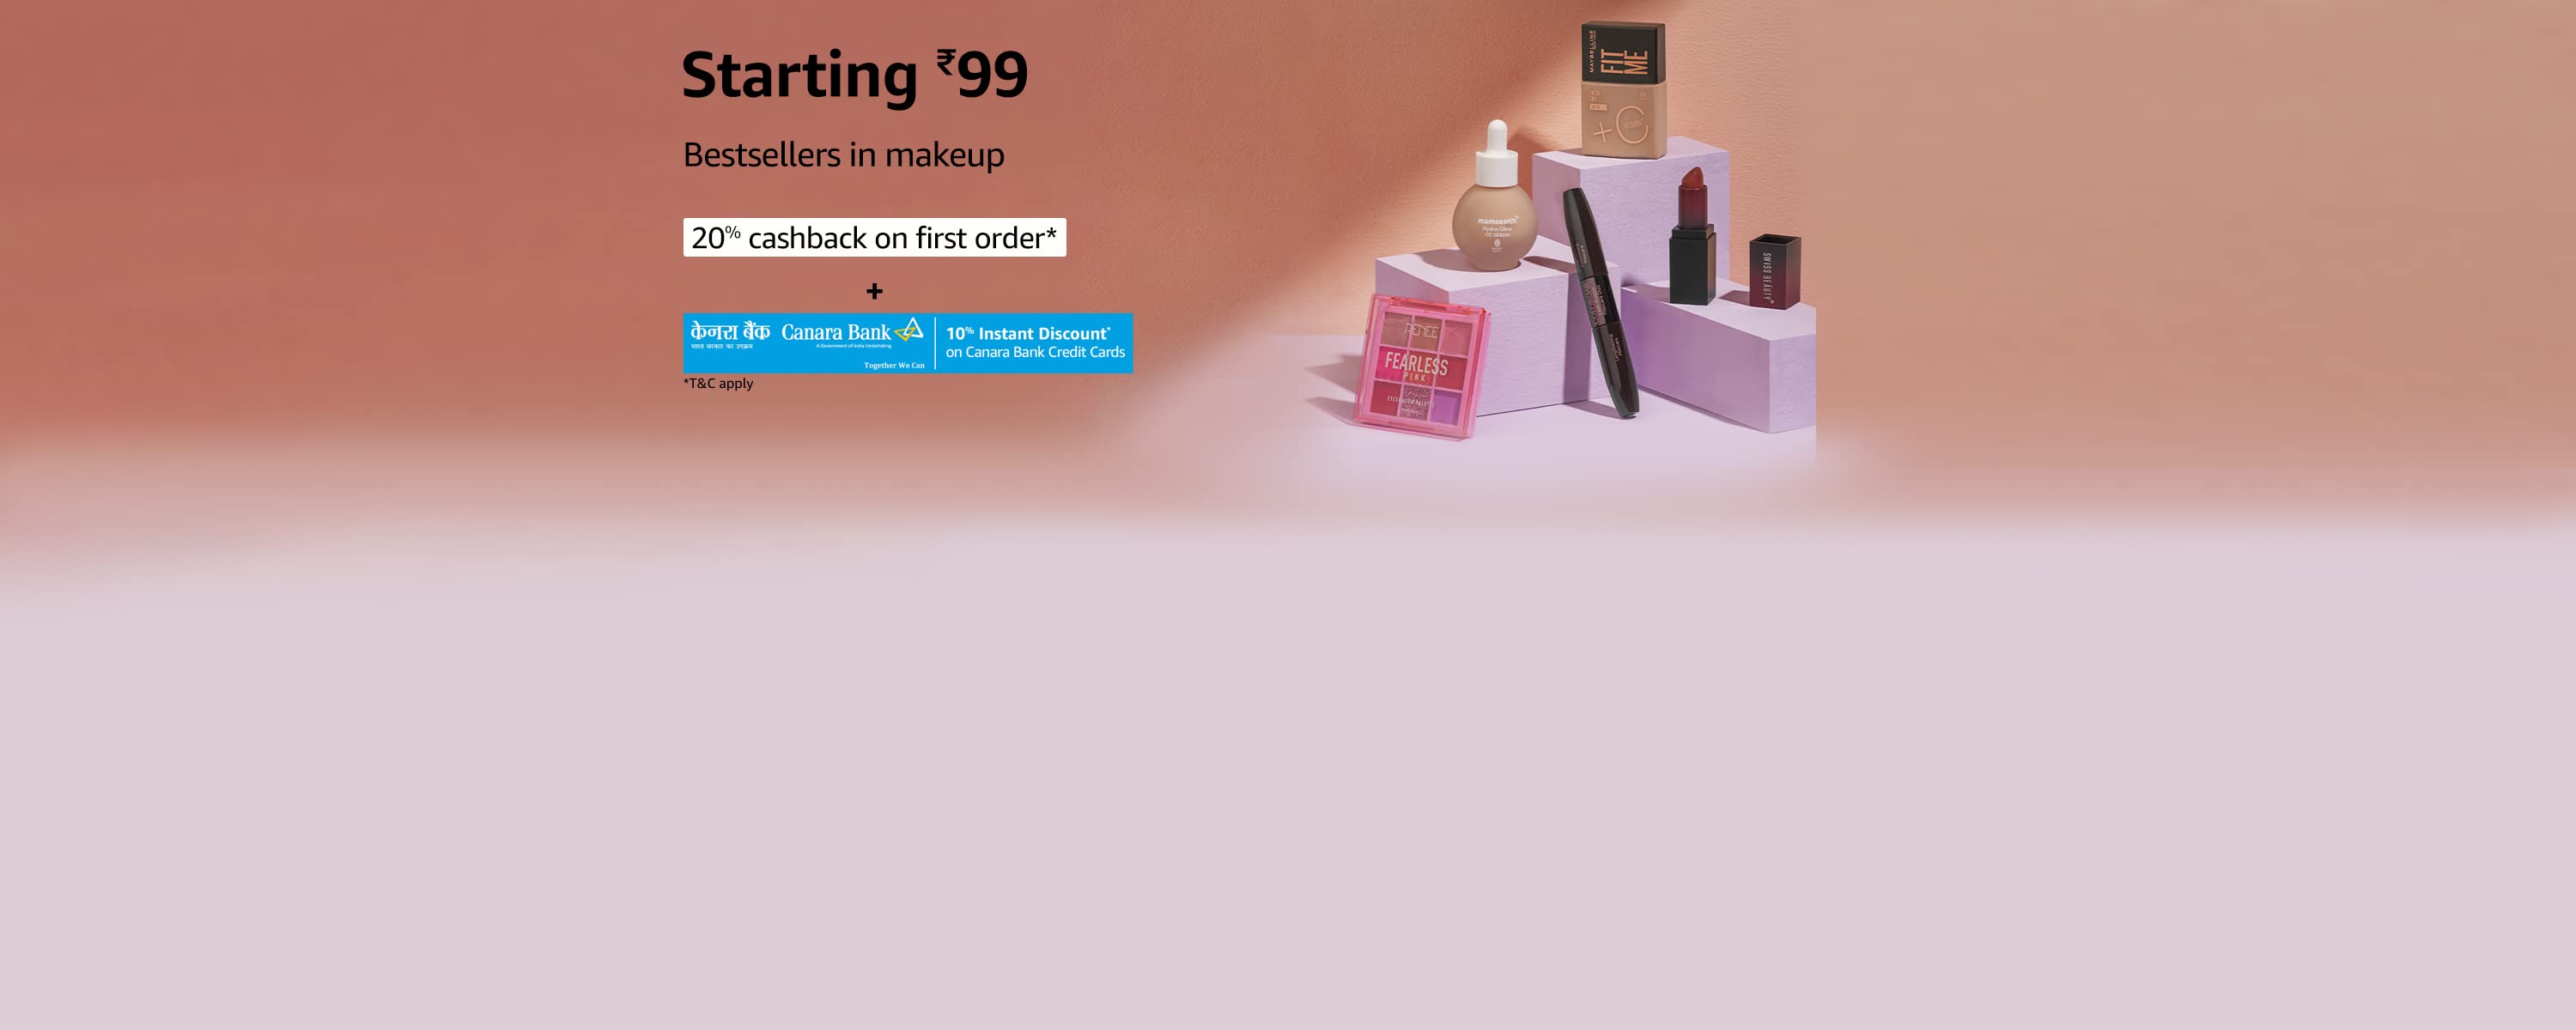 Starting ₹99
Bestsellers in makeup
20% cashback on first order*
+
केनरा बैंक Canara Bank
भारत सरकार का उपक्रम A Government of India Undertaking
Together We Can
10% Instant Discount*
on Canara Bank Credit Cards
*T&C apply
MAYBELLINE
FIT
ME
+C
mamaearth
Hydra-Glow
CC SERUM
SWISS BEAUTY
RENEE
FEARLESS
PINK
EYESHADOW PALETTE